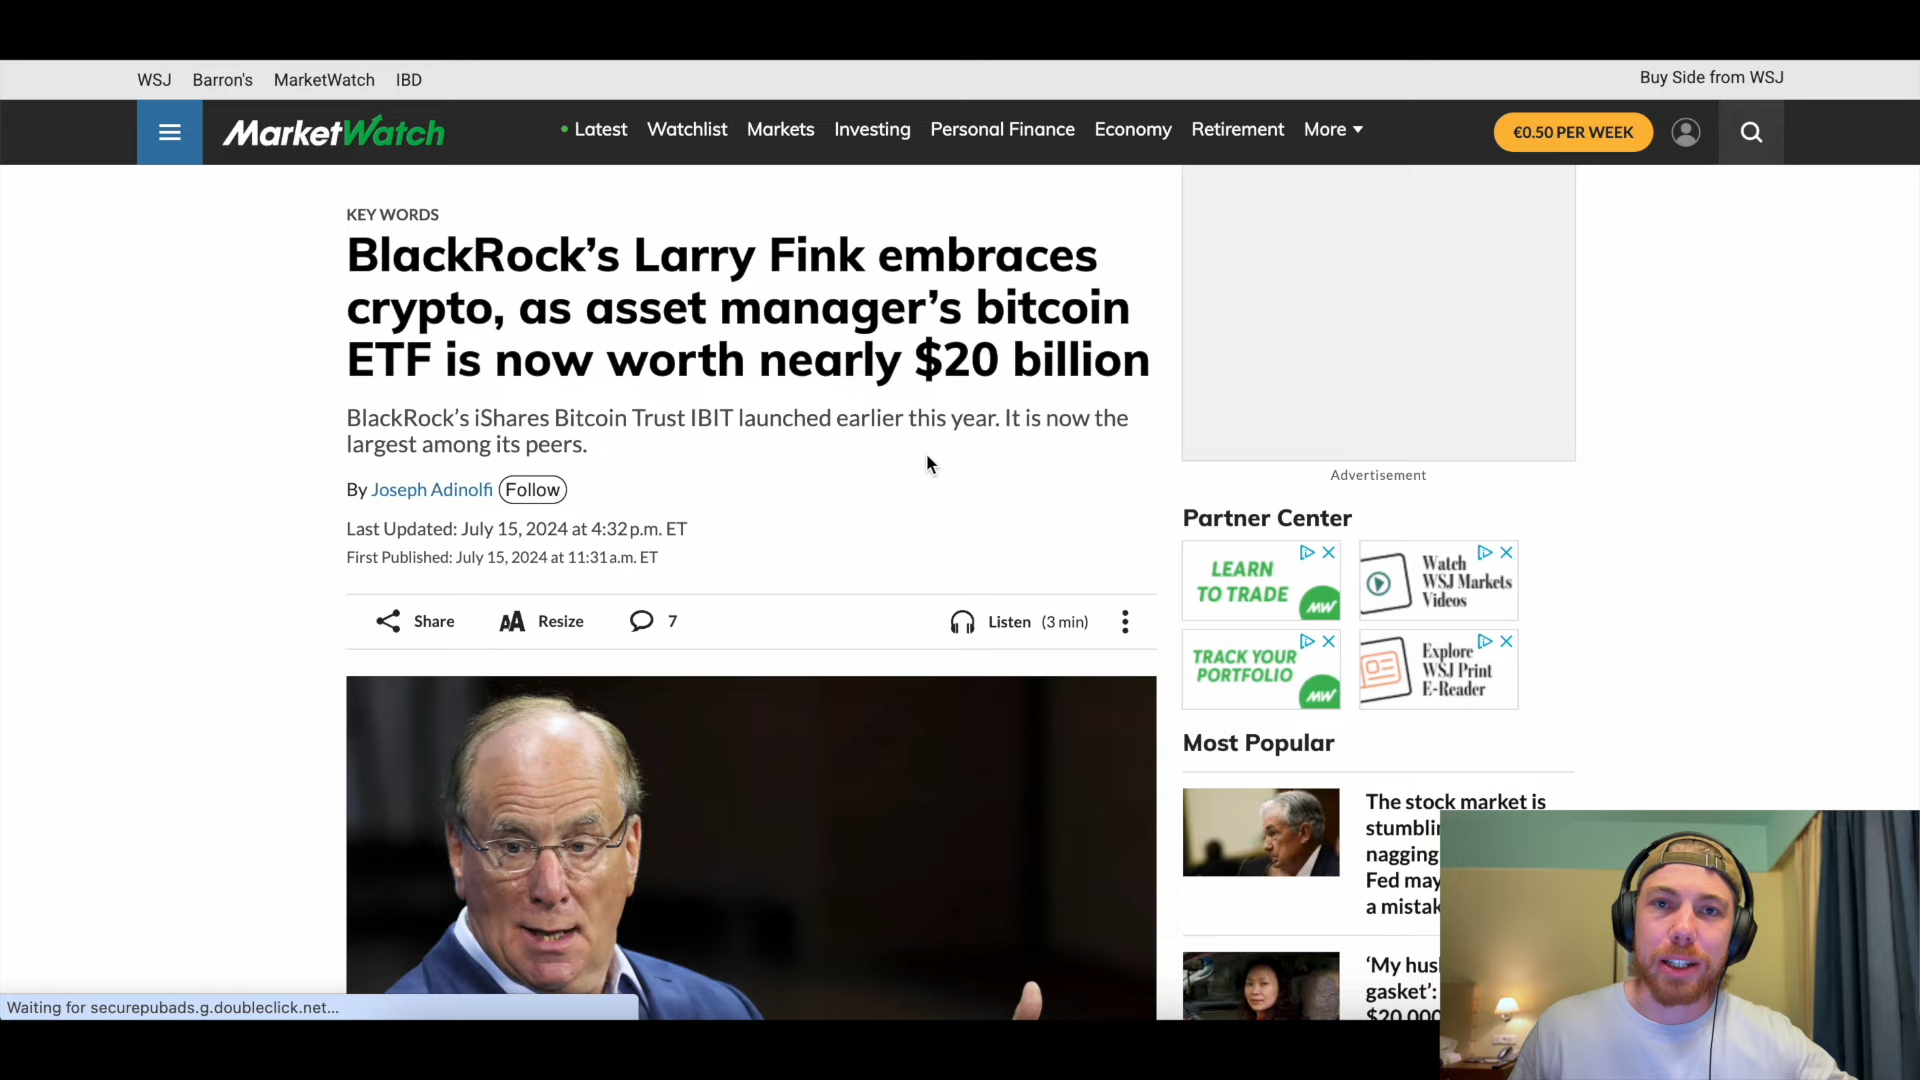 WSJ Barron's MarketWatch IBD
Buy Side from WSJ
MarketWatch
Latest Watchlist Markets Investing Personal Finance Economy Retirement More
€0.50 PER WEEK
KEY WORDS
BlackRock’s Larry Fink embraces
crypto, as asset manager’s bitcoin
ETF is now worth nearly $20 billion
BlackRock’s iShares Bitcoin Trust IBIT launched earlier this year. It is now the
largest among its peers.
By Joseph Adinolfi Follow
Last Updated: July 15, 2024 at 4:32 p.m. ET
First Published: July 15, 2024 at 11:31 a.m. ET
AA
Share Resize 7 Listen (3 min)
Advertisement
Partner Center
LEARN
TO TRADE
MW
Watch
WSJ Markets
Videos
TRACK YOUR
PORTFOLIO
MW
Explore
WSJ Print
E-Reader
Most Popular
The stock market is
nagging
Fed may
‘My
gasket’:
Waiting for securepubads.g.doubleclick.net...